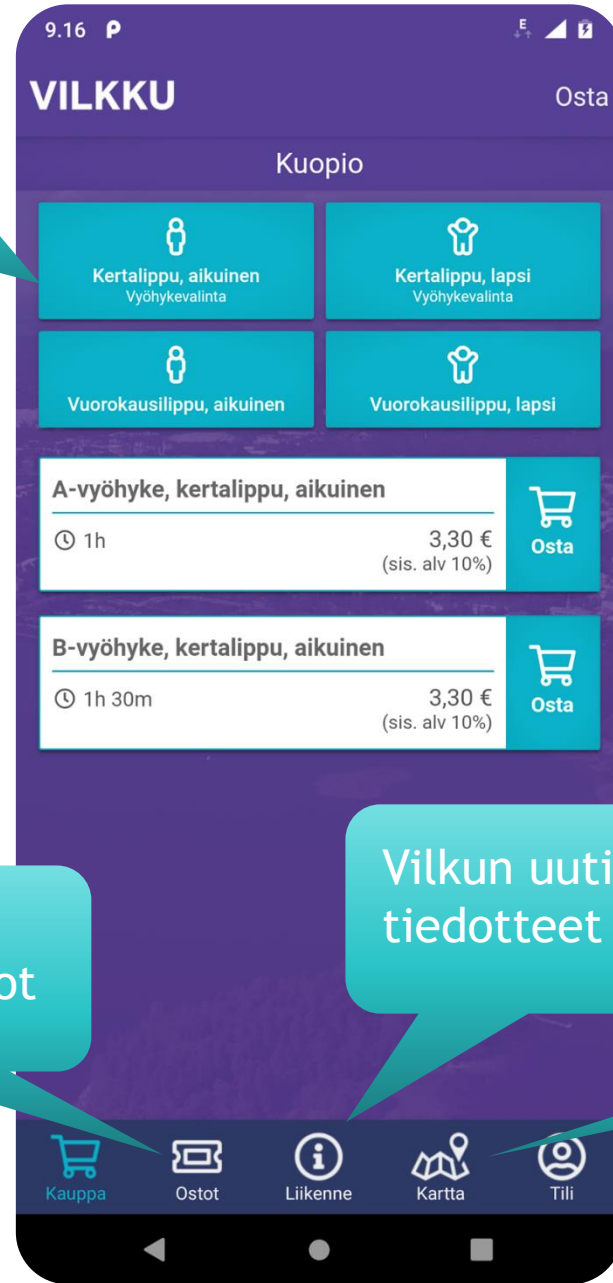 9.16
E
VILKKU
Osta
Kuopio
Kertalippu, aikuinen
Vyöhykevalinta
Kertalippu, lapsi
Vyöhykevalinta
Vuorokausilippu, aikuinen
Vuorokausilippu, lapsi
A-vyöhyke, kertalippu, aikuinen
1h
3,30 €
(sis. alv 10%)
Osta
B-vyöhyke, kertalippu, aikuinen
1h 30m
3,30 €
(sis. alv 10%)
Osta
Vilkun
tiedotteet
Kauppa
Ostot
Liikenne
Kartta
Tili